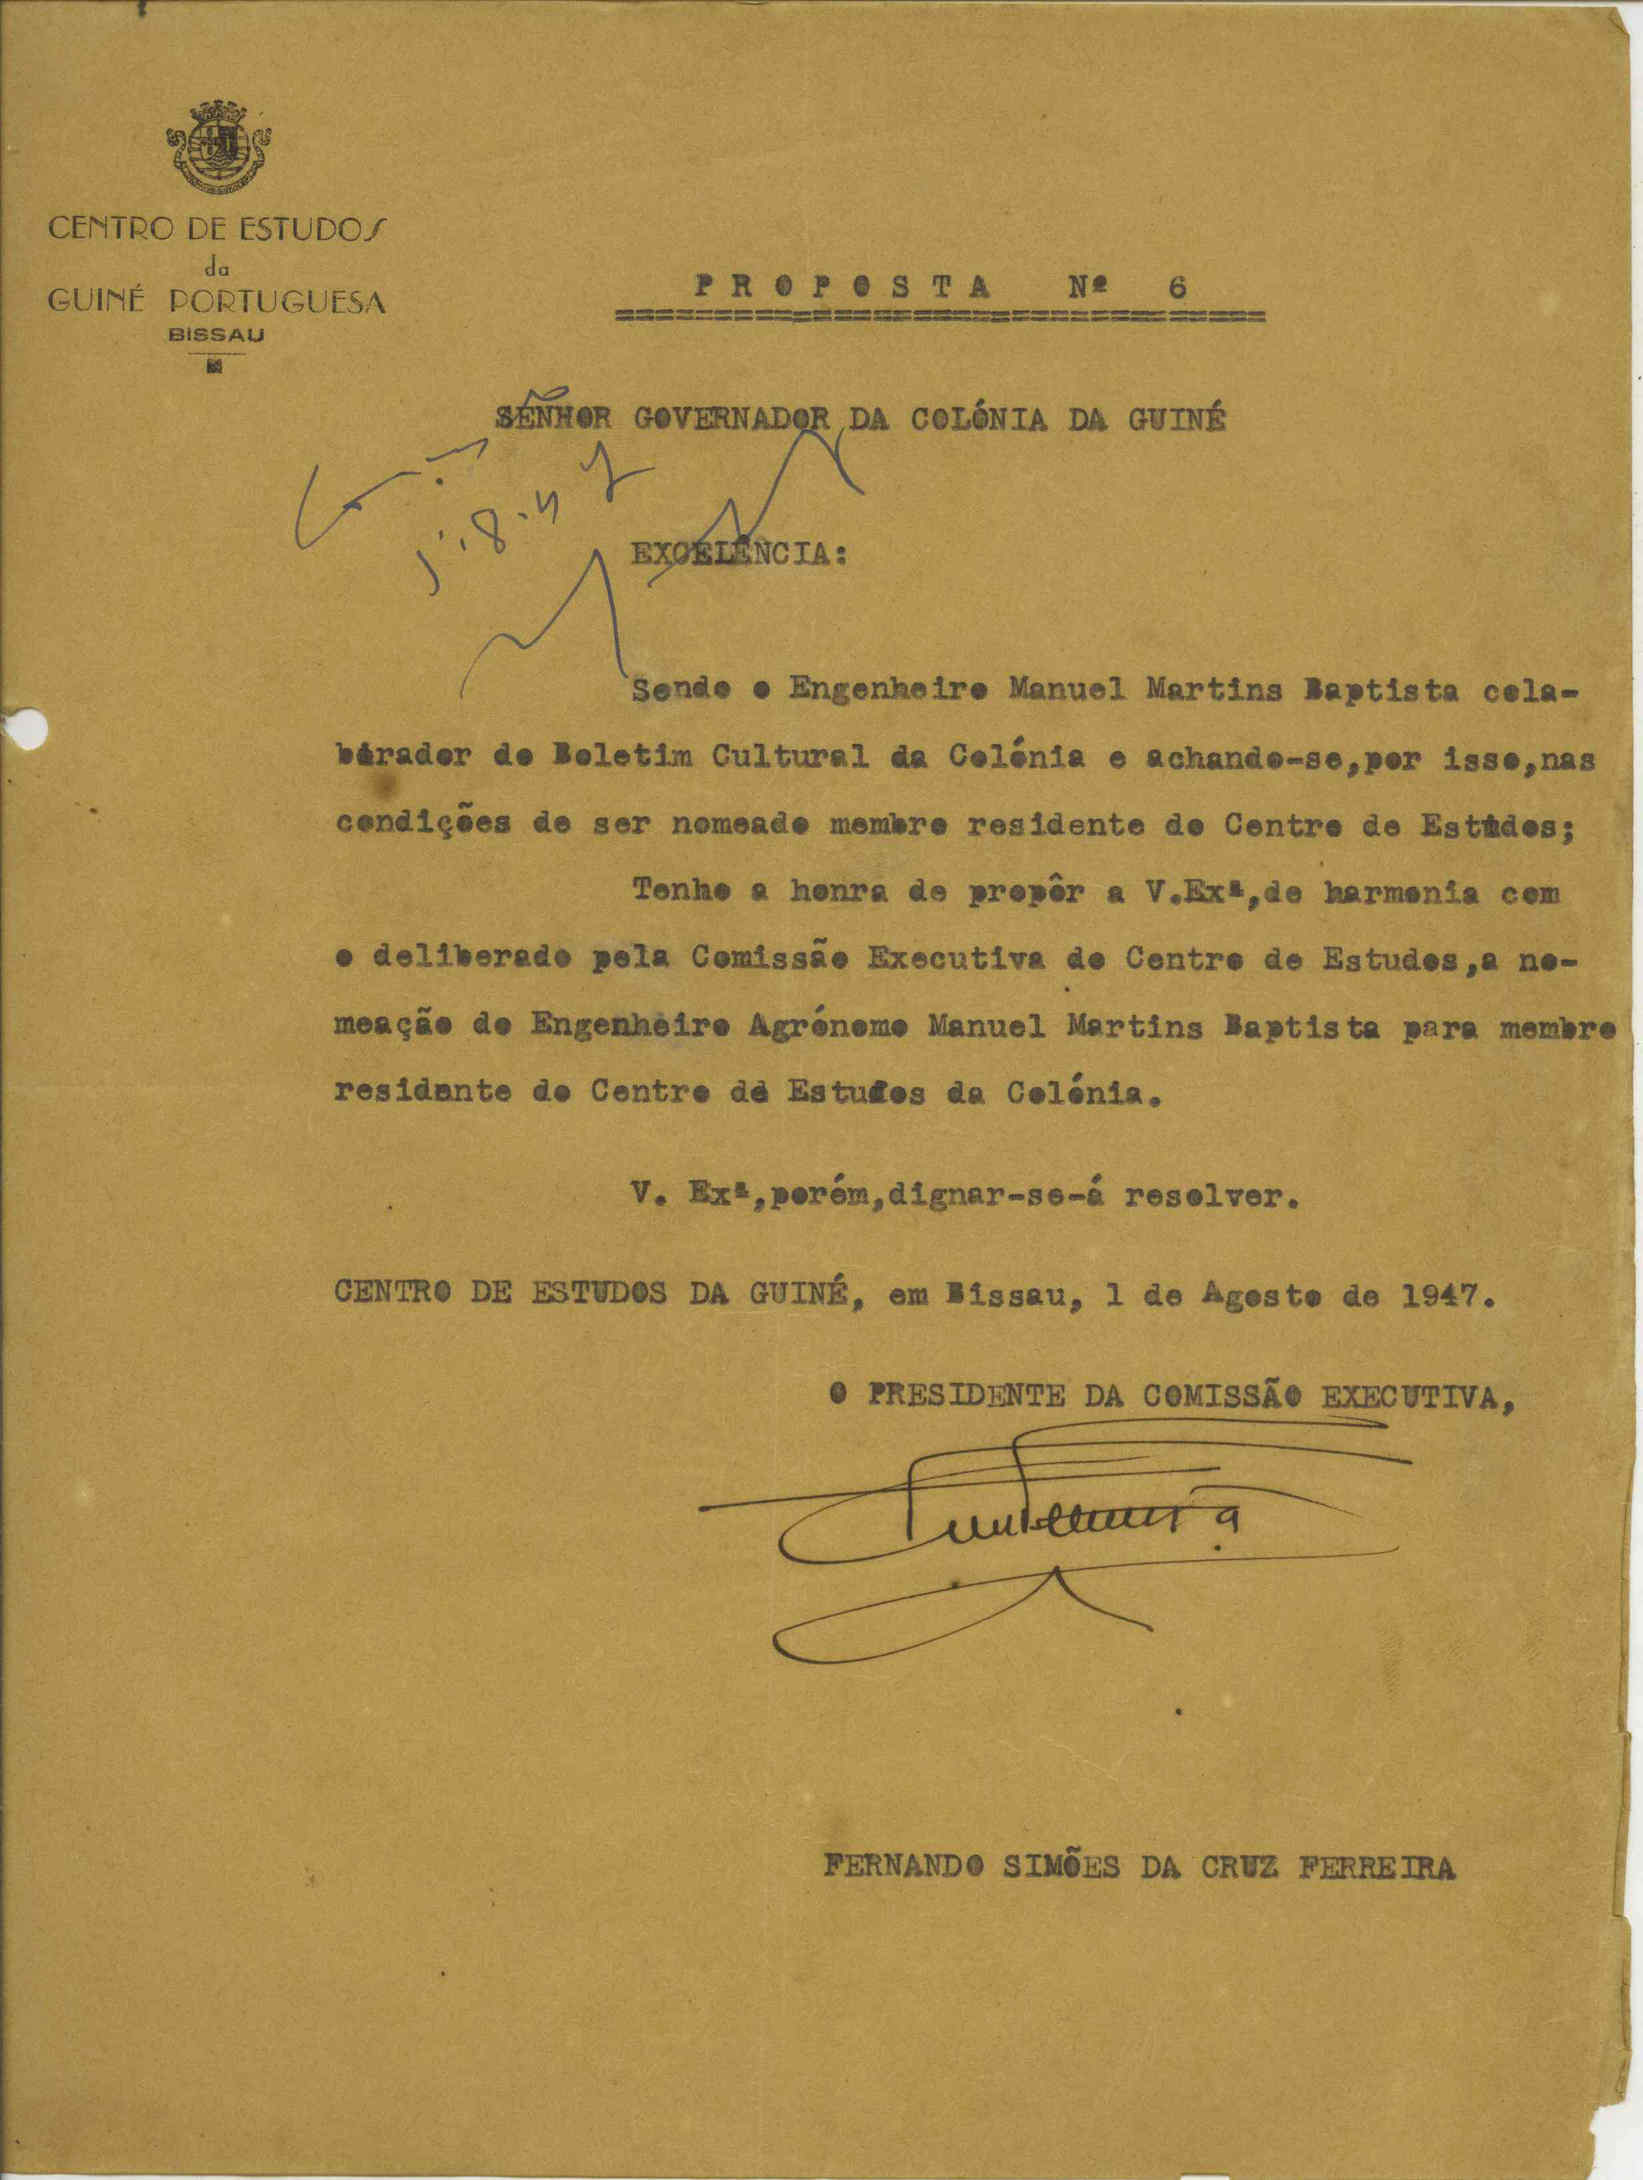 CENTRO DE ESTUDOS
da
GUINÉ PORTUGUESA
BISSAU
PROPOSTA Nº 6
SENHOR GOVERNADOR DA COLÓNIA DA GUINÉ
EXCELÊNCIA:
Sendo o Engenheiro Manuel Martins Baptista cola-
borador do Boletim Cultural da Colónia e achando-se,por isso,nas
condições de ser nomeado membro residente do Centro de Estudos;
Tenho a honra de propôr a V.Exª,de harmonia com
o deliberado pela Comissão Executiva do Centro de Estudos,a no-
meação do Engenheiro Agrónomo Manuel Martins Baptista para membro
residente do Centro de Estudos da Colónia.
V. Exª,porém,dignar-se-á resolver.
CENTRO DE ESTUDOS DA GUINÉ, em Bissau, 1 de Agosto de 1947.
O PRESIDENTE DA COMISSÃO EXECUTIVA,
FERNANDO SIMÕES DA CRUZ FERREIRA